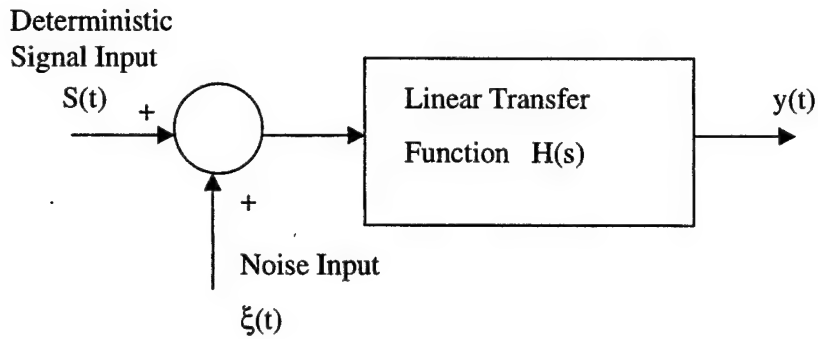 Deterministic
Signal Input
S(t)
+
Linear Transfer
Function H(s)
y(t)
+
Noise Input
ξ(t)